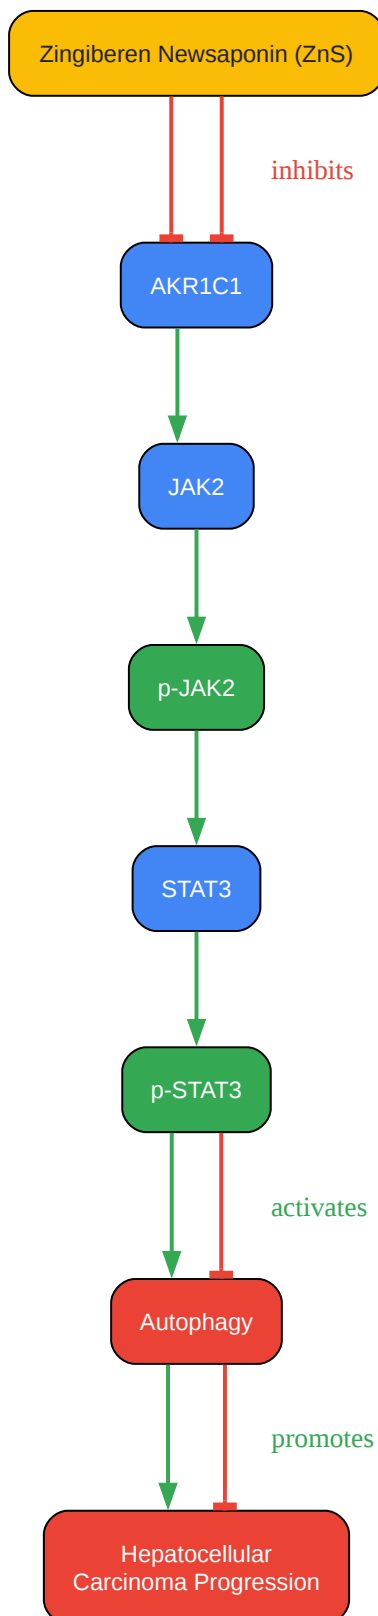 Zingiberen Newsaponin (ZnS)
inhibits
AKR1C1
JAK2
p-JAK2
STAT3
p-STAT3
activates
Autophagy
promotes
Hepatocellular
Carcinoma Progression